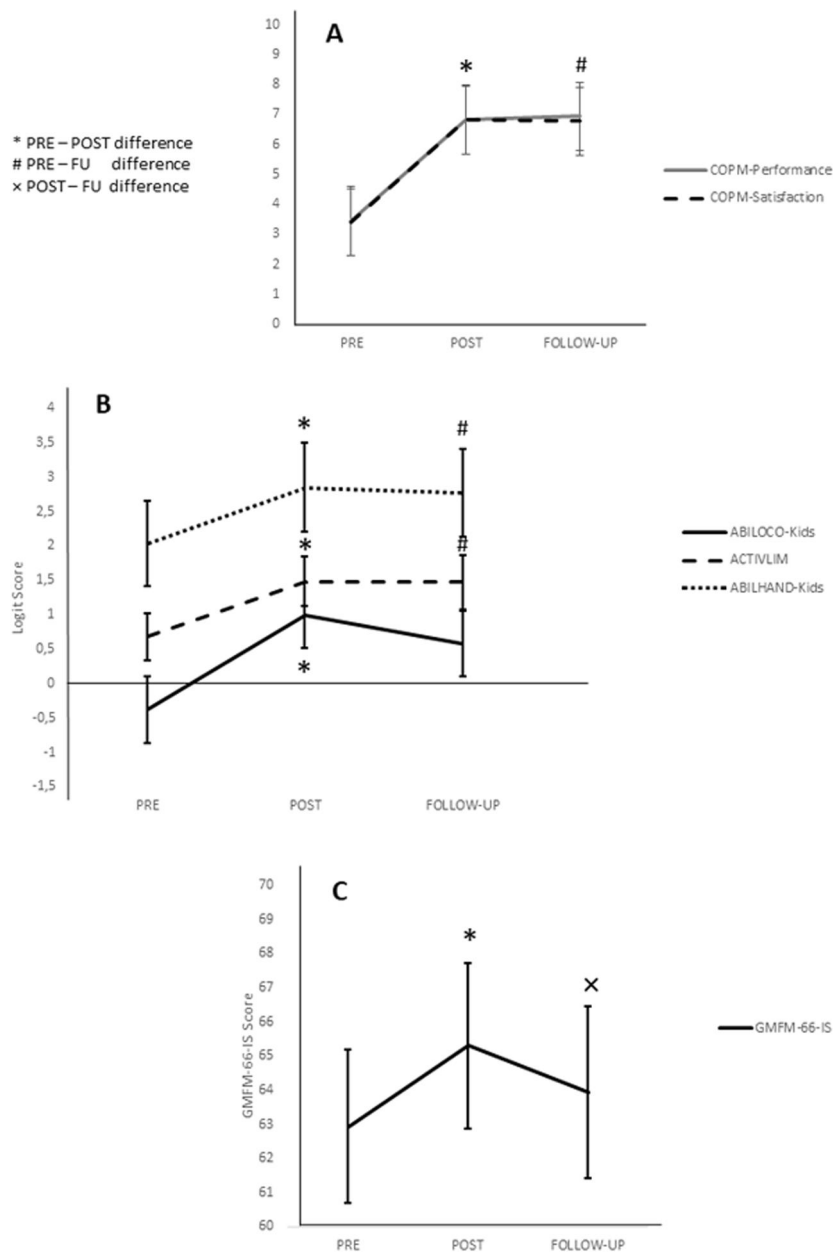 A
10
9
8
7
6
5
4
3
2
1
0
*
#
* PRE – POST difference
# PRE – FU difference
× POST – FU difference
COPM-Performance
COPM-Satisfaction
PRE POST FOLLOW-UP
B
4
3,5
3
2,5
2
1,5
1
0,5
0
-0,5
-1
-1,5
Logit Score
*
#
*
#
*
ABILOCO-Kids
ACTIVLIM
ABILHAND-Kids
PRE POST FOLLOW-UP
C
70
69
68
67
66
65
64
63
62
61
60
GMFM-66-IS Score
*
×
GMFM-66-IS
PRE POST FOLLOW-UP